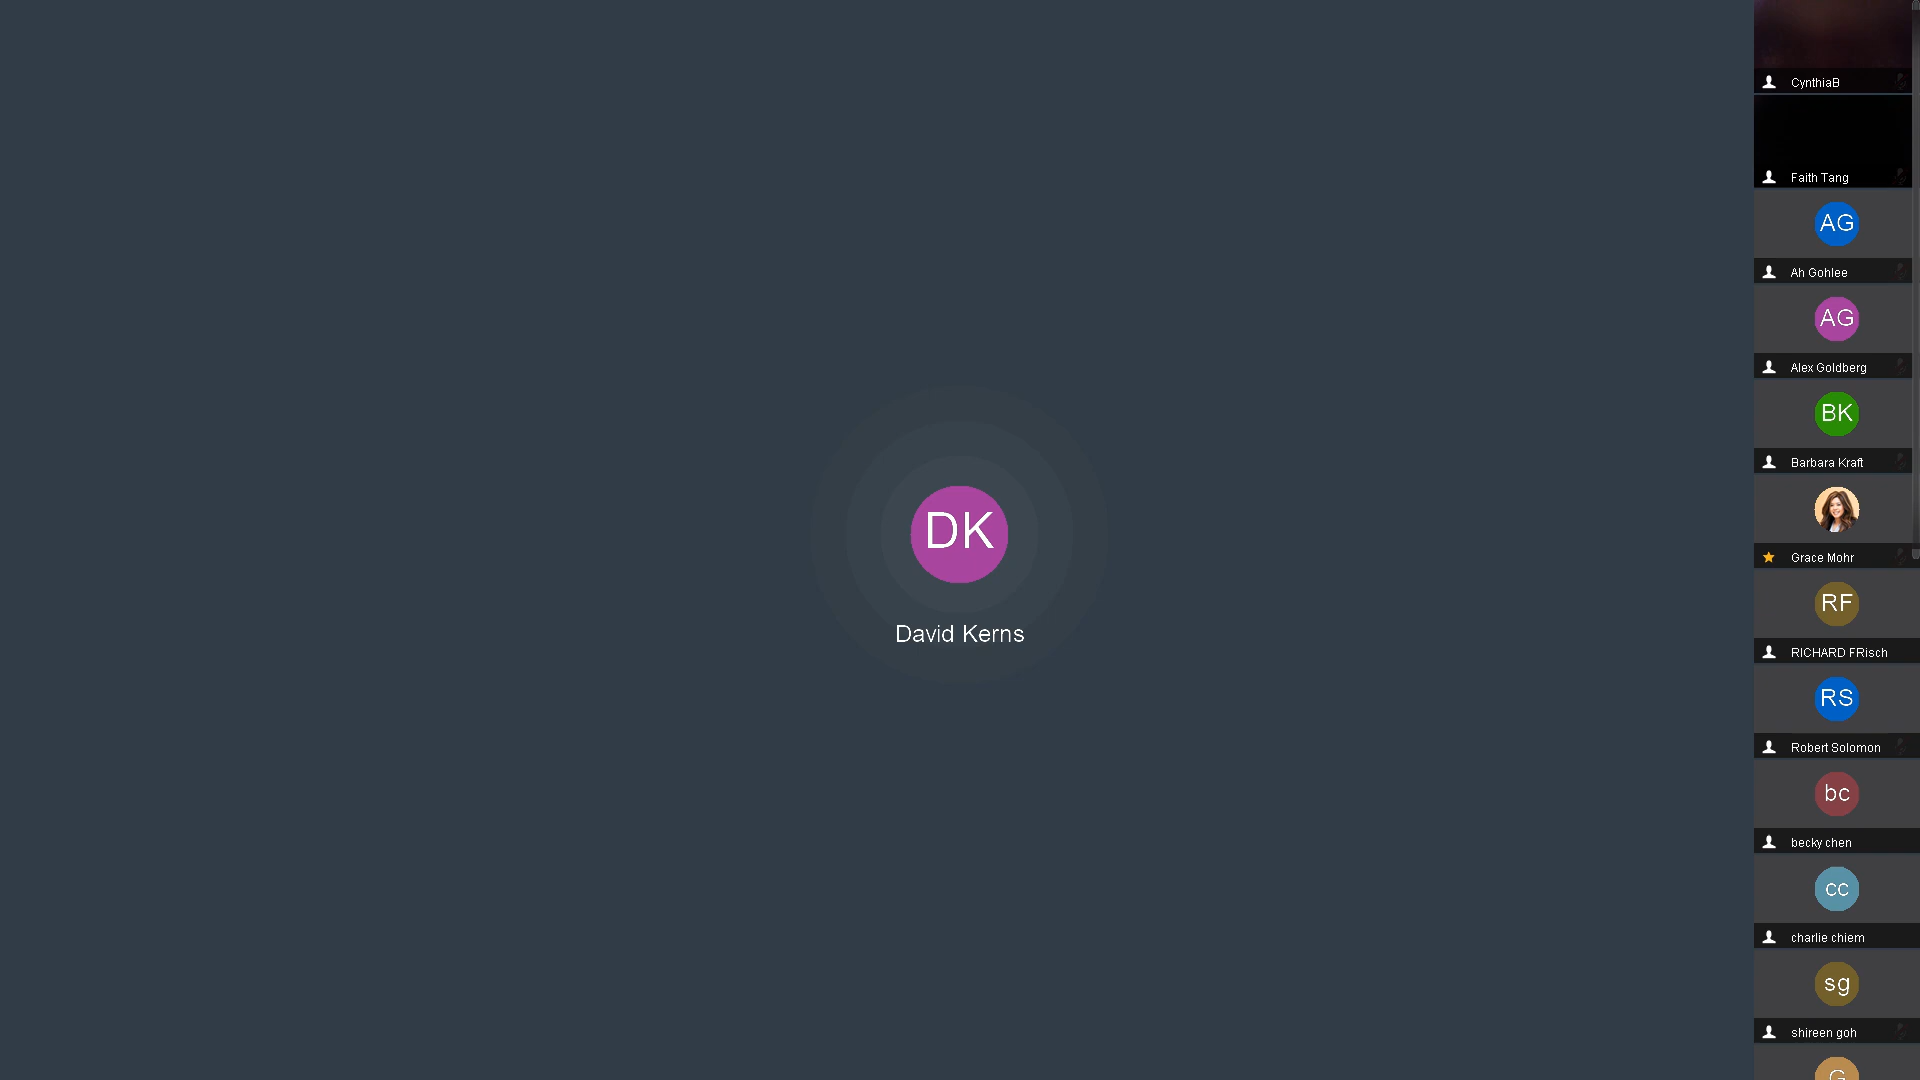 DK
David Kerns
CynthiaB
Faith Tang
AG
Ah Gohlee
AG
Alex Goldberg
BK
Barbara Kraft
Grace Mohr
RF
RICHARD FRisch
RS
Robert Solomon
bc
becky chen
cc
charlie chiem
sg
shireen goh